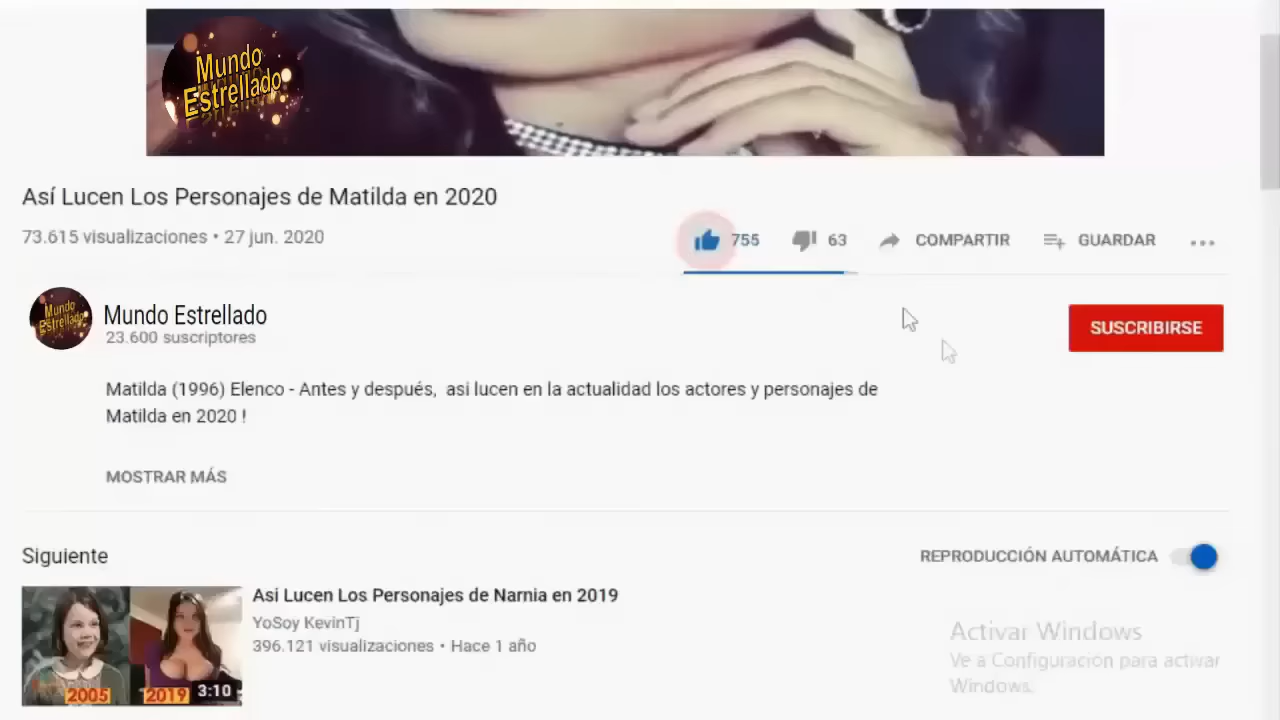 Mundo
Estrellado
Así Lucen Los Personajes de Matilda en 2020
73.615 visualizaciones • 27 jun. 2020
755
63
COMPARTIR
GUARDAR
Mundo
Estrellado
Mundo Estrellado
23.600 suscriptores
SUSCRIBIRSE
Matilda (1996) Elenco - Antes y después, asi lucen en la actualidad los actores y personajes de
Matilda en 2020 !
MOSTRAR MÁS
Siguiente
REPRODUCCIÓN AUTOMÁTICA
Asi Lucen Los Personajes de Narnia en 2019
YoSoy KevinTj
396.121 visualizaciones • Hace 1 año
2005
2019
3:10
Activar Windows
Ve a Configuración para activar
Windows.